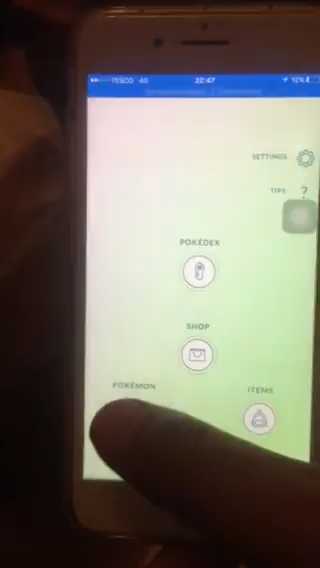 TESCO 4G 22:47 12%
SETTINGS
TIPS ?
POKÉDEX
SHOP
POKÉMON
ITEMS